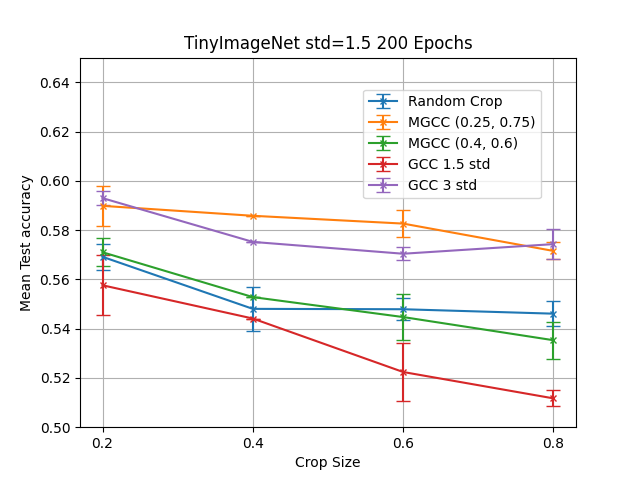 TinyImageNet std=1.5 200 Epochs
Mean Test accuracy
0.64
0.62
0.60
0.58
0.56
0.54
0.52
0.50
Random Crop
MGCC (0.25, 0.75)
MGCC (0.4, 0.6)
GCC 1.5 std
GCC 3 std
0.2 0.4 0.6 0.8
Crop Size